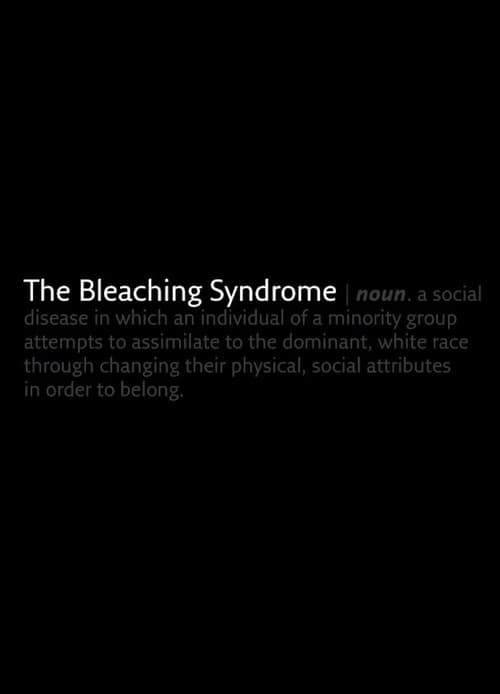 The Bleaching Syndrome | noun. a social
disease in which an individual of a minority group
attempts to assimilate to the dominant, white race
through changing their physical, social attributes
in order to belong.